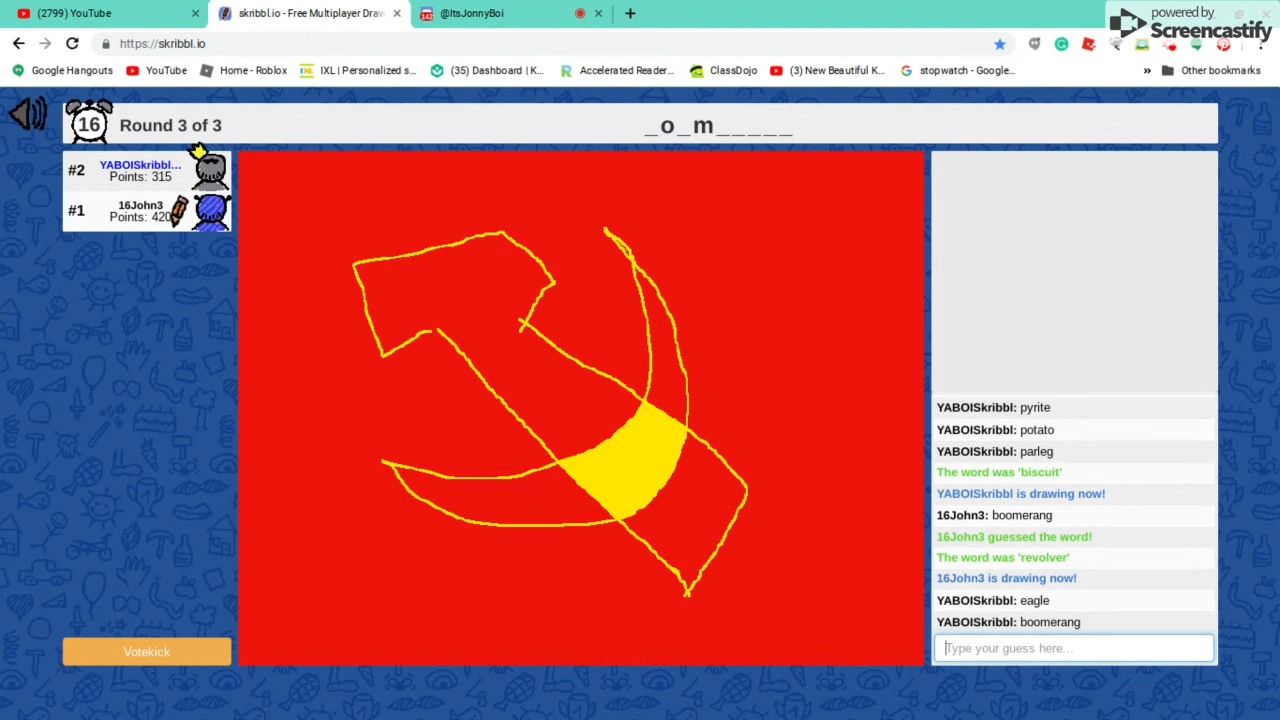 (2799) YouTube
skribbl.io - Free Multiplayer Draw
142
@ItsJonnyBoi
powered by
Screencastify
https://skribbl.io
Google Hangouts
YouTube
Home - Roblox
IXL | Personalized s...
(35) Dashboard | K...
Accelerated Reader...
ClassDojo
(3) New Beautiful K...
stopwatch - Google...
»
Other bookmarks
16
Round 3 of 3
_o_m_____
#2
YABOISkribbl...
Points: 315
#1
16John3
Points: 420
YABOISkribbl: pyrite
YABOISkribbl: potato
YABOISkribbl: parleg
The word was 'biscuit'
YABOISkribbl is drawing now!
16John3: boomerang
16John3 guessed the word!
The word was 'revolver'
16John3 is drawing now!
YABOISkribbl: eagle
YABOISkribbl: boomerang
Type your guess here...
Votekick